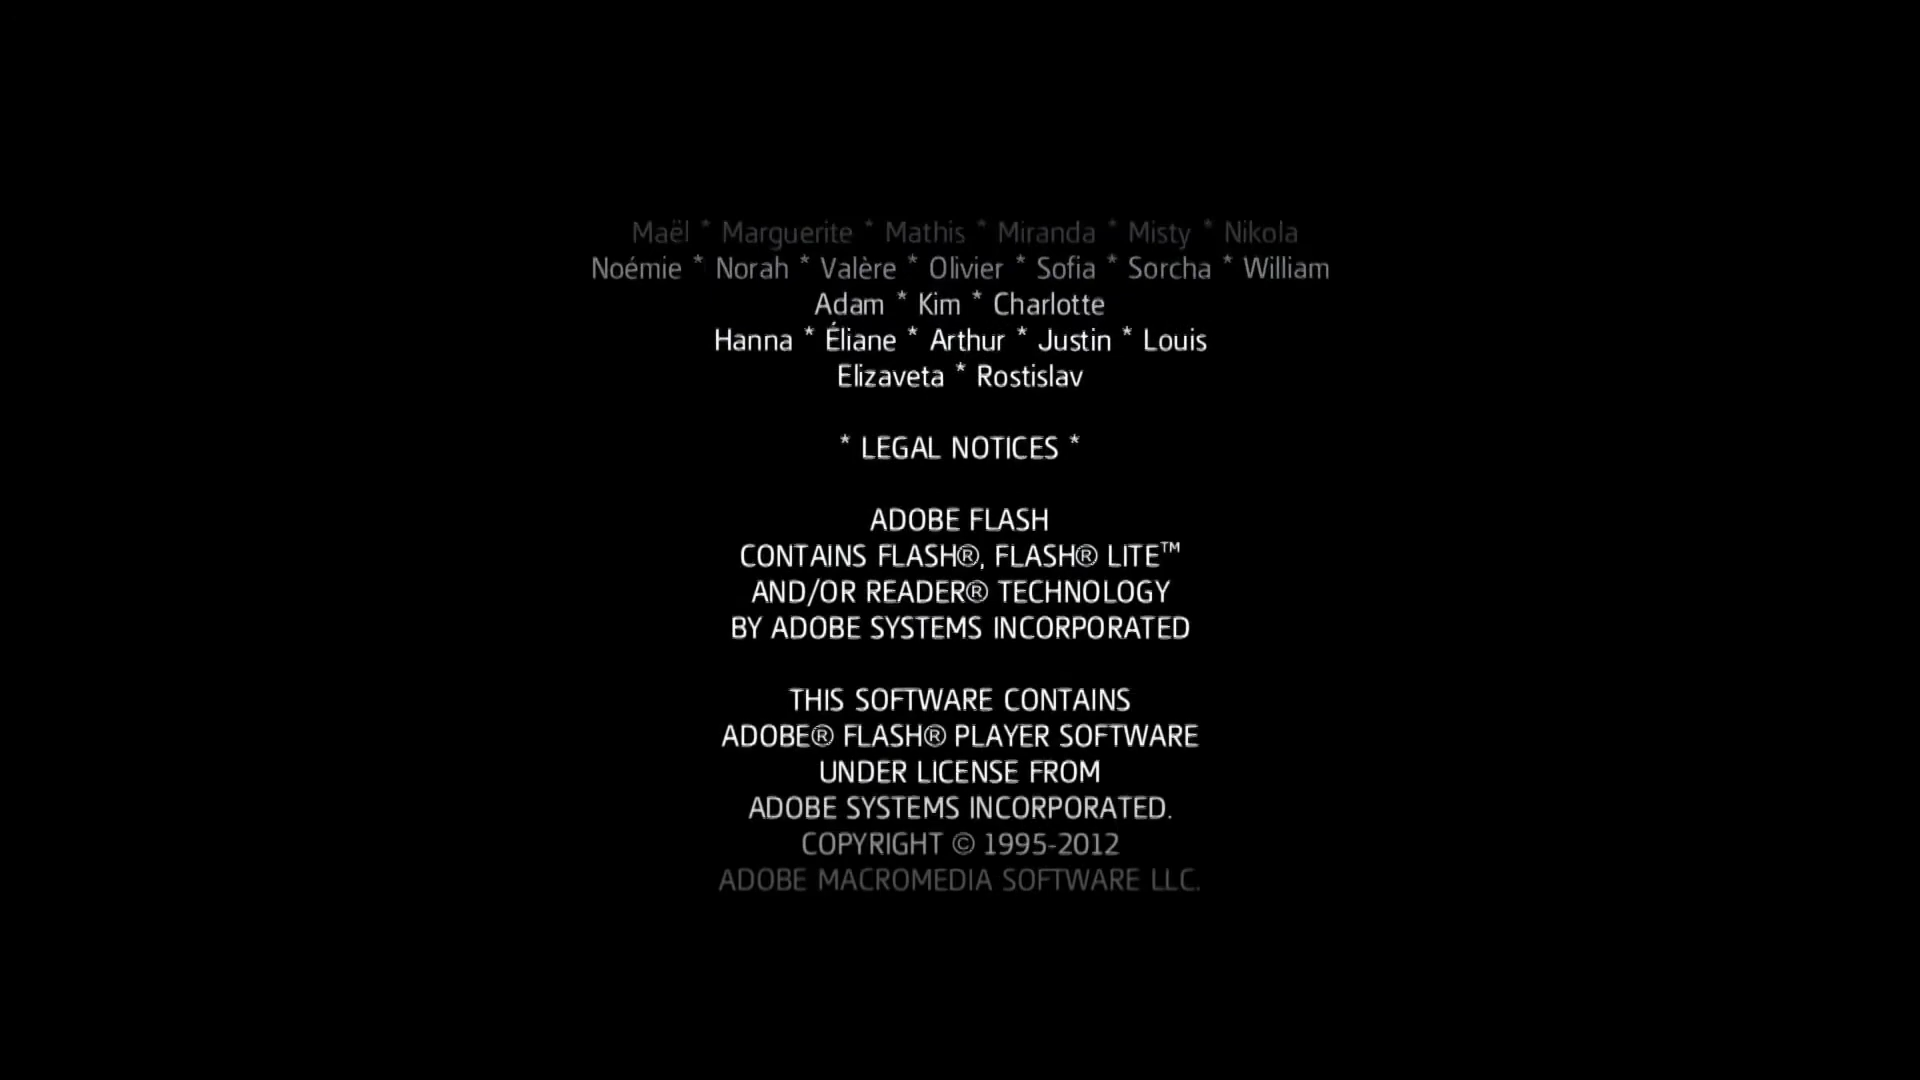 Maël * Marguerite * Mathis * Miranda * Misty * Nikola
Noémie * Norah * Valère * Olivier * Sofia * Sorcha * William
Adam * Kim * Charlotte
Hanna * Éliane * Arthur * Justin * Louis
Elizaveta * Rostislav
* LEGAL NOTICES *
ADOBE FLASH
CONTAINS FLASH®, FLASH® LITE™
AND/OR READER® TECHNOLOGY
BY ADOBE SYSTEMS INCORPORATED
THIS SOFTWARE CONTAINS
ADOBE® FLASH® PLAYER SOFTWARE
UNDER LICENSE FROM
ADOBE SYSTEMS INCORPORATED.
COPYRIGHT © 1995-2012
ADOBE MACROMEDIA SOFTWARE LLC.